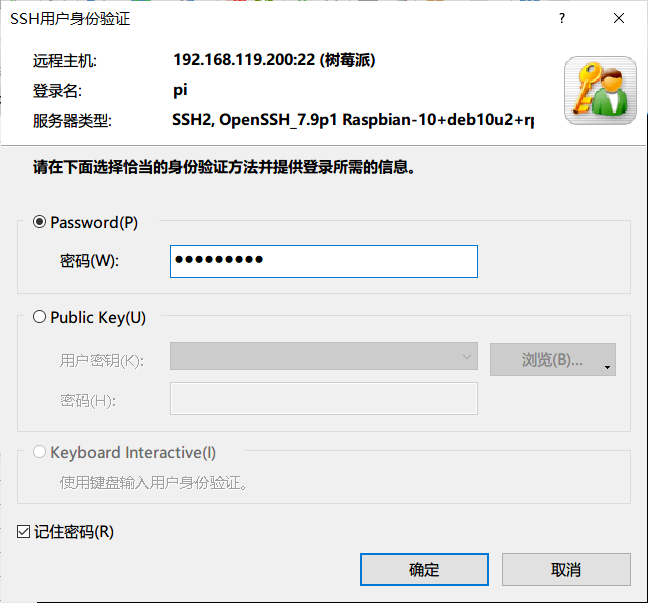 SSH用户身份验证
?
远程主机: 192.168.119.200:22 (树莓派)
登录名: pi
服务器类型: SSH2, OpenSSH_7.9p1 Raspbian-10+deb10u2+rp
请在下面选择恰当的身份验证方法并提供登录所需的信息。
Password(P)
密码(W): ●●●●●●●●●
Public Key(U)
用户密钥(K): 浏览(B)...
密码(H):
Keyboard Interactive(I)
使用键盘输入用户身份验证。
记住密码(R)
确定 取消